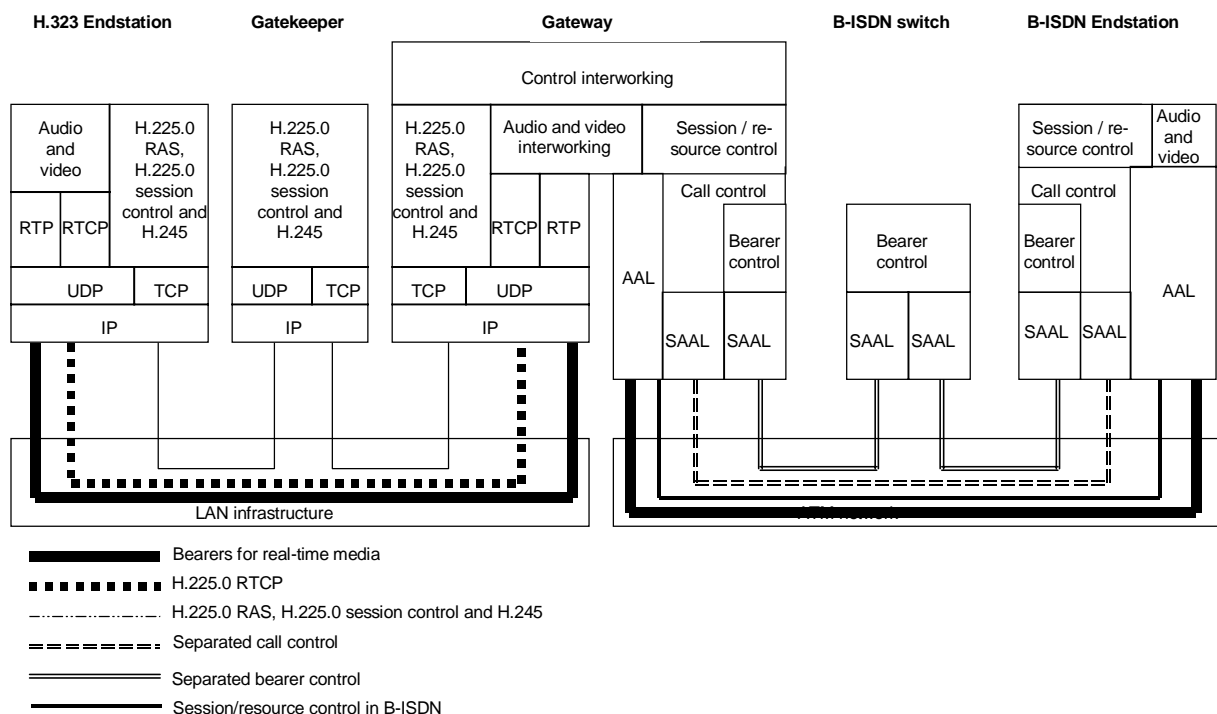 H.323 Endstation
Gatekeeper
Gateway
B-ISDN switch
B-ISDN Endstation
Control interworking
Audio
and
video
H.225.0
RAS,
H.225.0
session
control and
H.245
RTP
RTCP
UDP
TCP
IP
H.225.0
RAS,
H.225.0
session
control and
H.245
UDP
TCP
IP
H.225.0
RAS,
H.225.0
session
control and
H.245
Audio and video
interworking
Session / re-
source control
RTCP
RTP
TCP
UDP
IP
AAL
Call control
Bearer
control
SAAL
SAAL
Bearer
control
SAAL
SAAL
Session / re-
source control
Audio
and
video
Call control
Bearer
control
AAL
SAAL
SAAL
LAN infrastructure
Bearers for real-time media
H.225.0 RTCP
H.225.0 RAS, H.225.0 session control and H.245
Separated call control
Separated bearer control
Session/resource control in B-ISDN